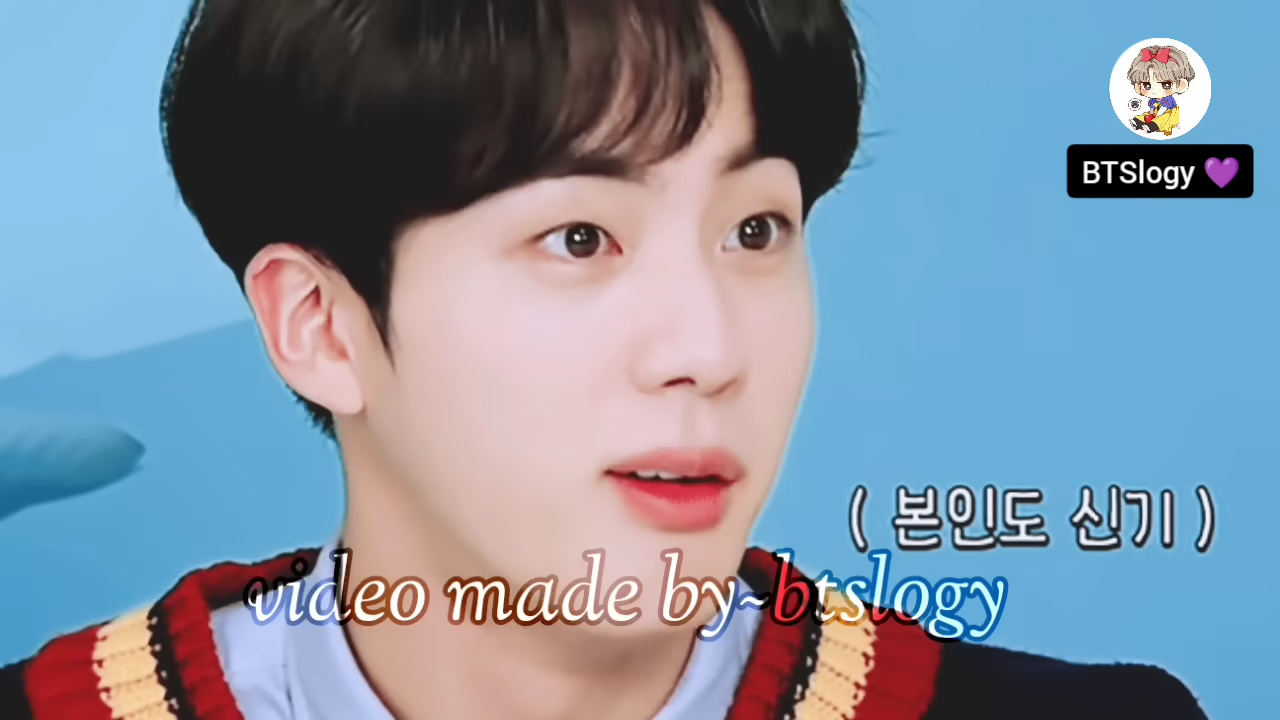 BTSlogy 💜
( 본인도 신기 )
video made by~btslogy